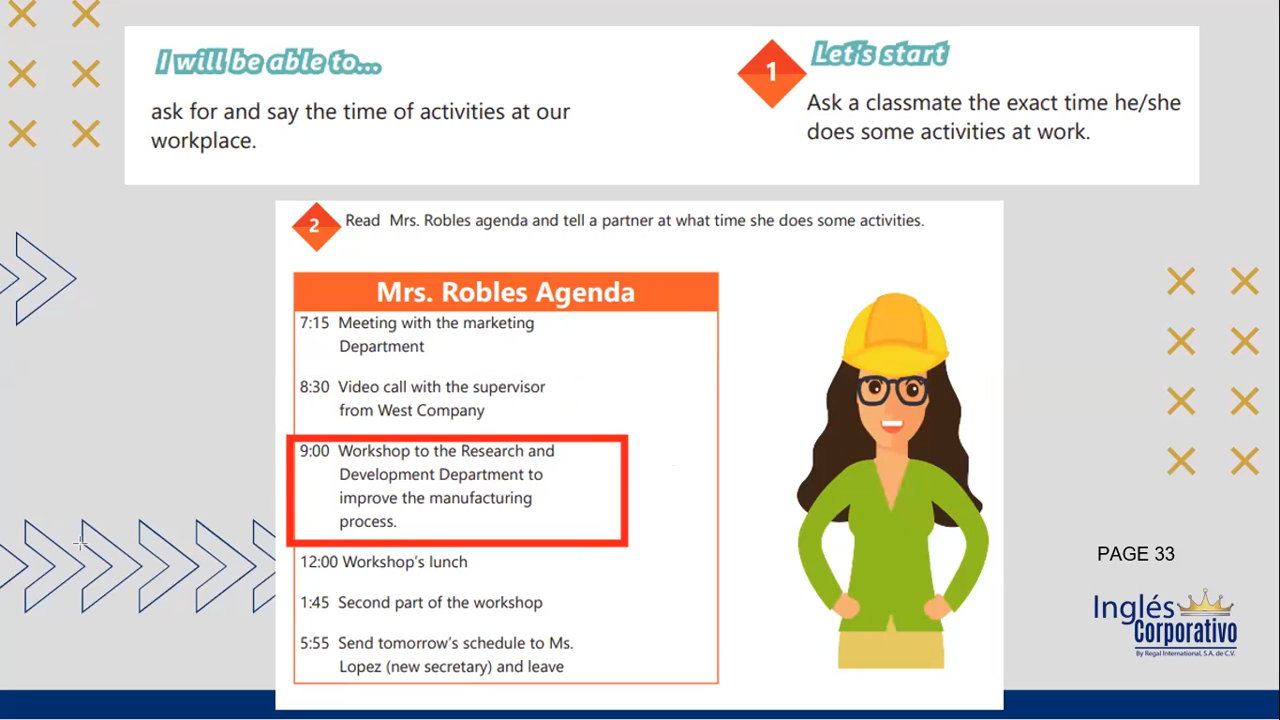 I will be able to...
ask for and say the time of activities at our
workplace.
1
Let's start
Ask a classmate the exact time he/she
does some activities at work.
2
Read Mrs. Robles agenda and tell a partner at what time she does some activities.
Mrs. Robles Agenda
7:15 Meeting with the marketing
Department
8:30 Video call with the supervisor
from West Company
9:00 Workshop to the Research and
Development Department to
improve the manufacturing
process.
12:00 Workshop's lunch
1:45 Second part of the workshop
5:55 Send tomorrow's schedule to Ms.
Lopez (new secretary) and leave
PAGE 33
Inglés
Corporativo
By Regal International, S.A. de C.V.